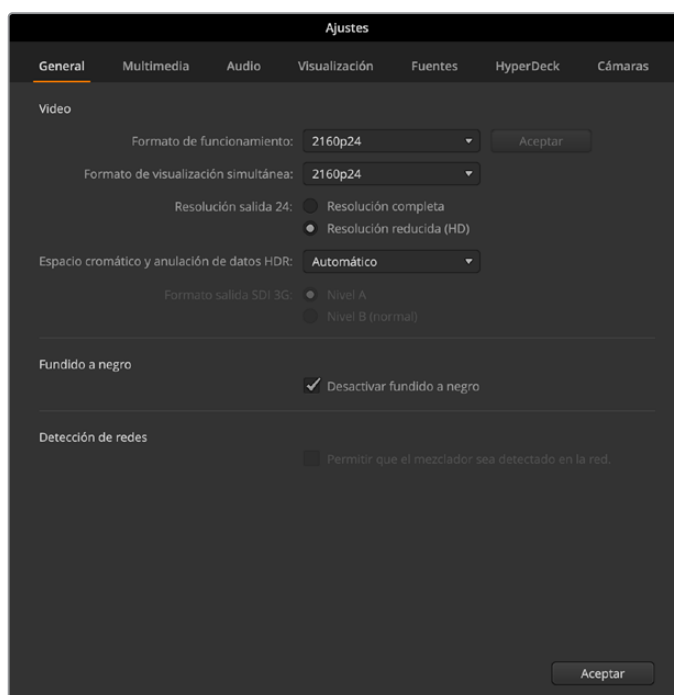 Ajustes
General Multimedia Audio Visualización Fuentes HyperDeck Cámaras
Video
Formato de funcionamiento: 2160p24 Aceptar
Formato de visualización simultánea: 2160p24
Resolución salida 24: Resolución completa
Resolución reducida (HD)
Espacio cromático y anulación de datos HDR: Automático
Formato salida SDI 3G: Nivel A
Nivel B (normal)
Fundido a negro
Desactivar fundido a negro
Detección de redes
Permitir que el mezclador sea detectado en la red.
Aceptar